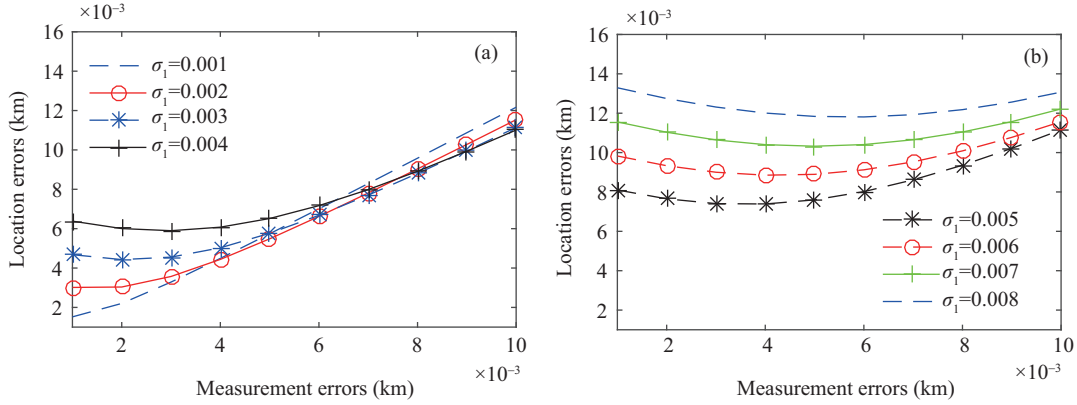 ×10⁻³
16
14
12
10
8
6
4
2
Location errors (km)
(a)
σ₁=0.001
σ₁=0.002
σ₁=0.003
σ₁=0.004
2
4
6
8
10
×10⁻³
Measurement errors (km)
×10⁻³
16
14
12
10
8
6
4
2
Location errors (km)
(b)
σ₁=0.005
σ₁=0.006
σ₁=0.007
σ₁=0.008
2
4
6
8
10
×10⁻³
Measurement errors (km)